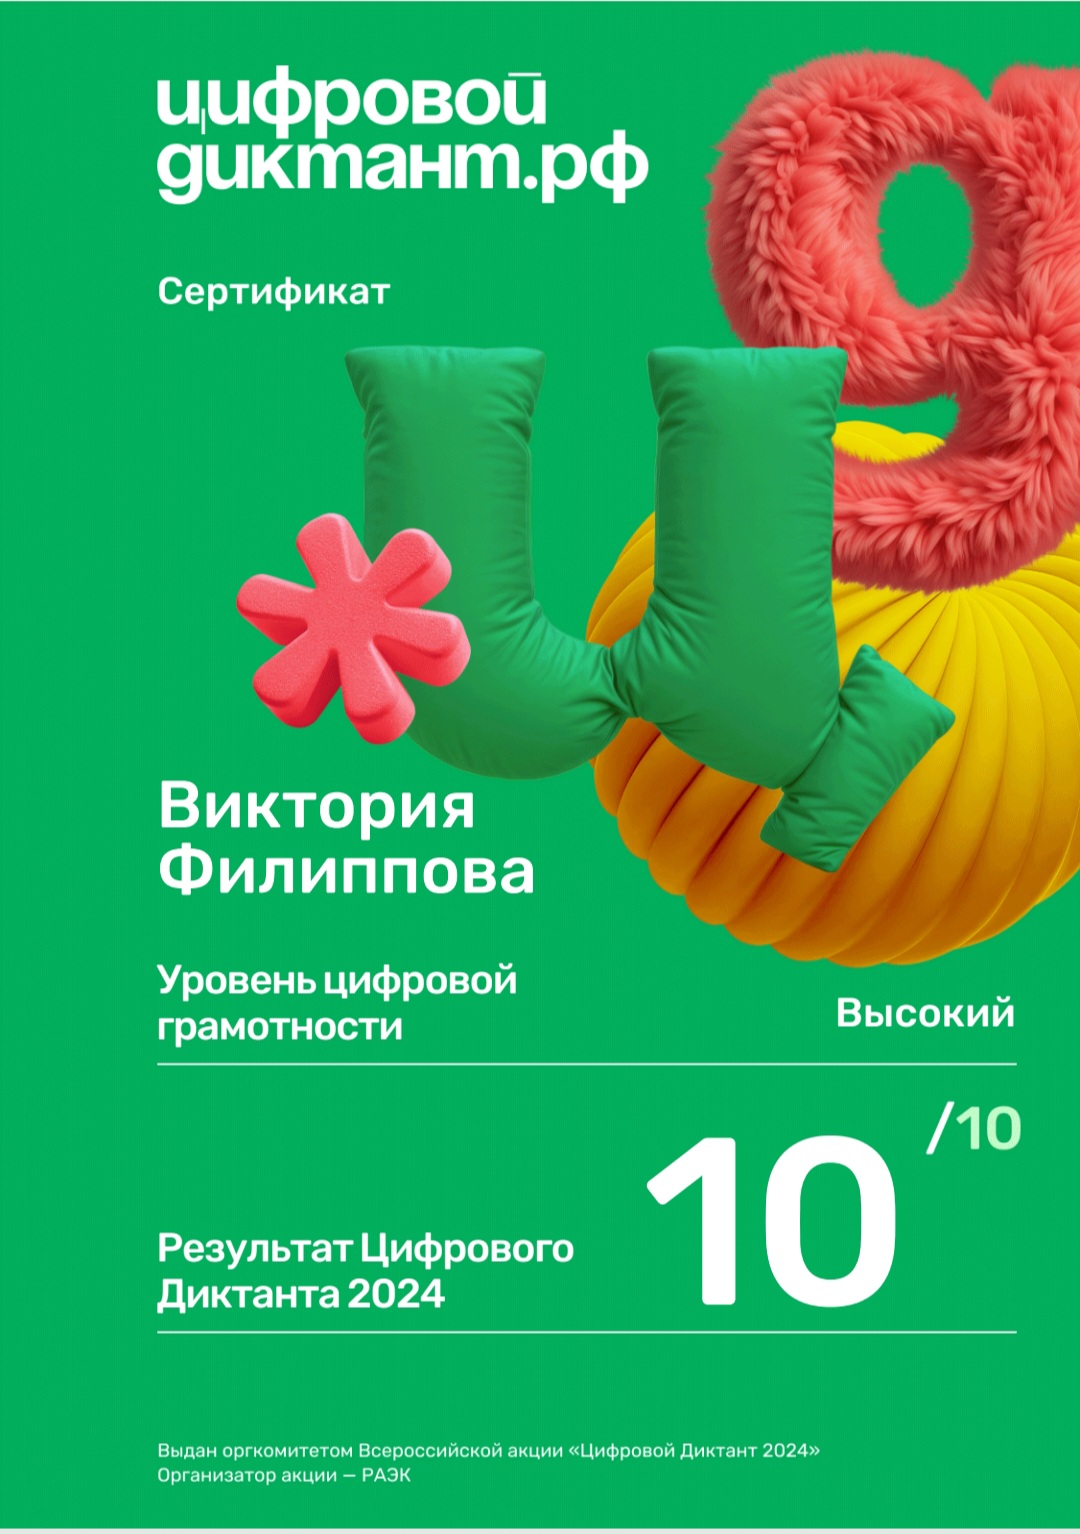 цифровой
диктант.рф
Сертификат
Виктория
Филиппова
Уровень цифровой
грамотности
Высокий
10 /10
Результат Цифрового
Диктанта 2024
Выдан оргкомитетом Всероссийской акции «Цифровой Диктант 2024»
Организатор акции — РАЭК